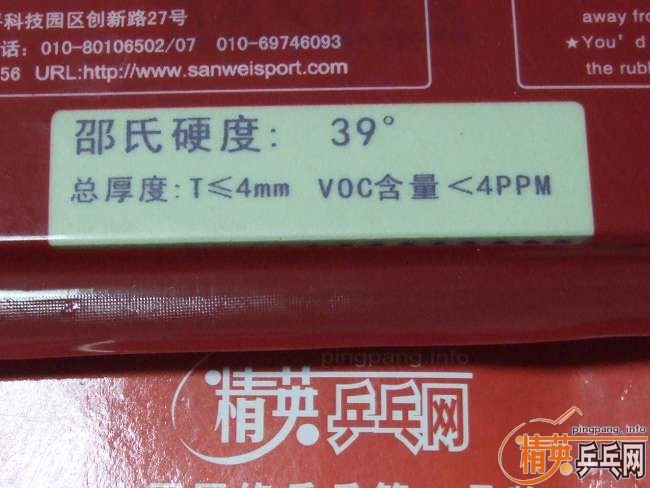 科技园区创新路27号
话：010-80106502/07 010-69746093
56 URL:http://www.sanweisport.com
away from
★You'd
the rubb
邵氏硬度： 39°
总厚度:T≤4mm VOC含量<4PPM
pingpang.info
精英乒乓网
pingpang.info
精英乒乓网